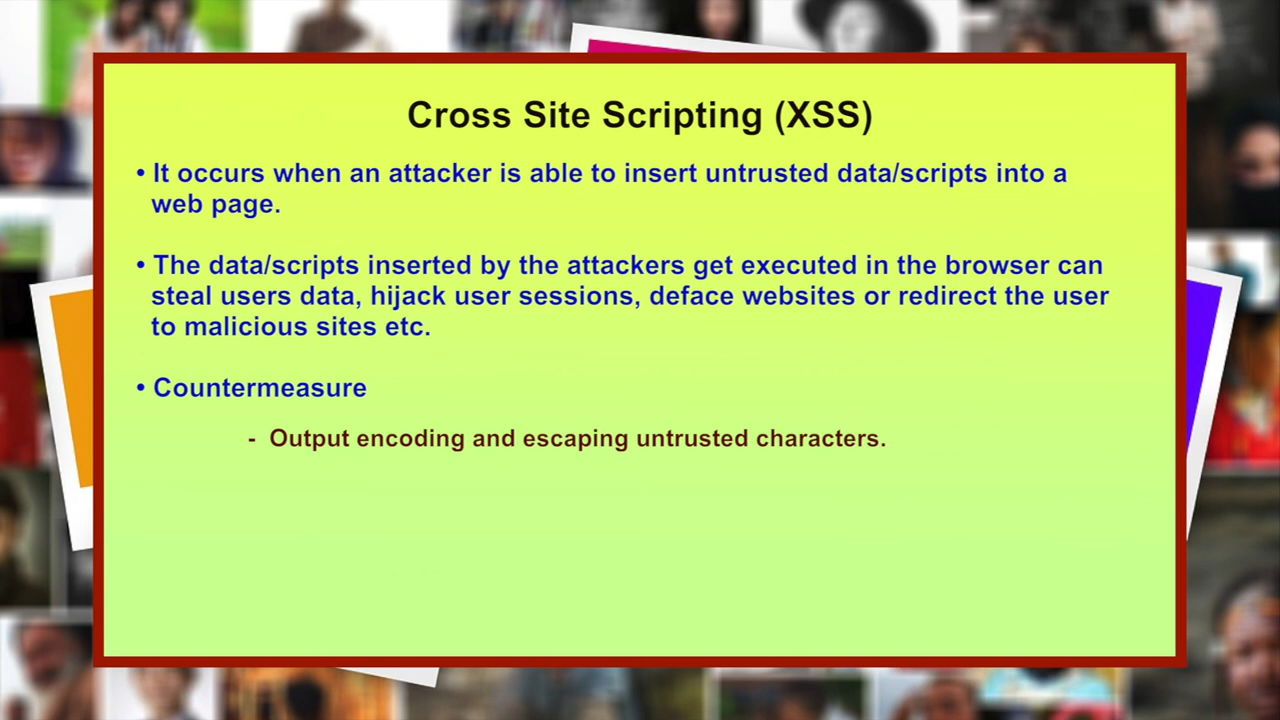 Cross Site Scripting (XSS)
• It occurs when an attacker is able to insert untrusted data/scripts into a
web page.
• The data/scripts inserted by the attackers get executed in the browser can
steal users data, hijack user sessions, deface websites or redirect the user
to malicious sites etc.
• Countermeasure
- Output encoding and escaping untrusted characters.